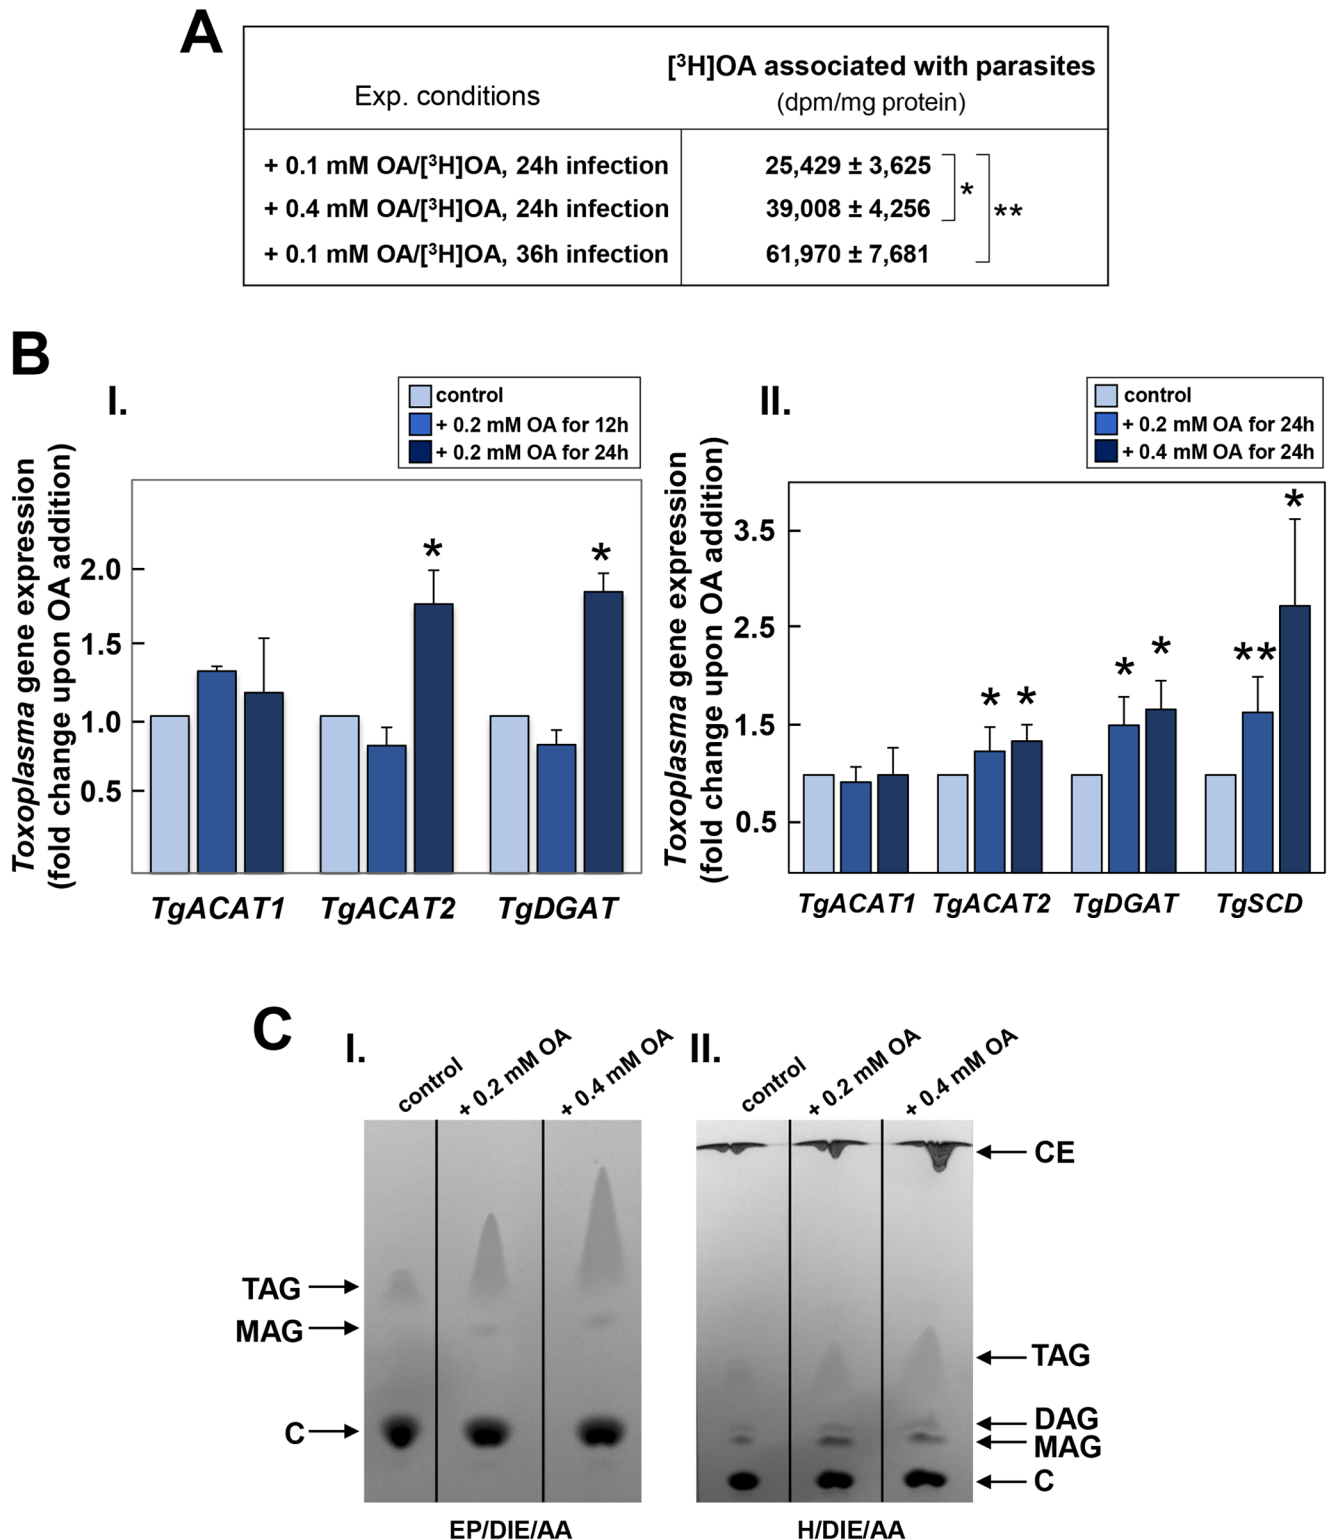 A
Exp. conditions
[³H]OA associated with parasites
(dpm/mg protein)
+ 0.1 mM OA/[³H]OA, 24h infection
25,429 ± 3,625
+ 0.4 mM OA/[³H]OA, 24h infection
39,008 ± 4,256
+ 0.1 mM OA/[³H]OA, 36h infection
61,970 ± 7,681
*
**
B
I.
control
+ 0.2 mM OA for 12h
+ 0.2 mM OA for 24h
Toxoplasma gene expression
(fold change upon OA addition)
2.0
1.5
1.0
0.5
*
*
TgACAT1
TgACAT2
TgDGAT
II.
control
+ 0.2 mM OA for 24h
+ 0.4 mM OA for 24h
Toxoplasma gene expression
(fold change upon OA addition)
3.5
2.5
1.5
0.5
*
*
*
*
**
*
TgACAT1
TgACAT2
TgDGAT
TgSCD
C
I.
control
+ 0.2 mM OA
+ 0.4 mM OA
TAG
MAG
C
EP/DIE/AA
II.
control
+ 0.2 mM OA
+ 0.4 mM OA
CE
TAG
DAG
MAG
C
H/DIE/AA